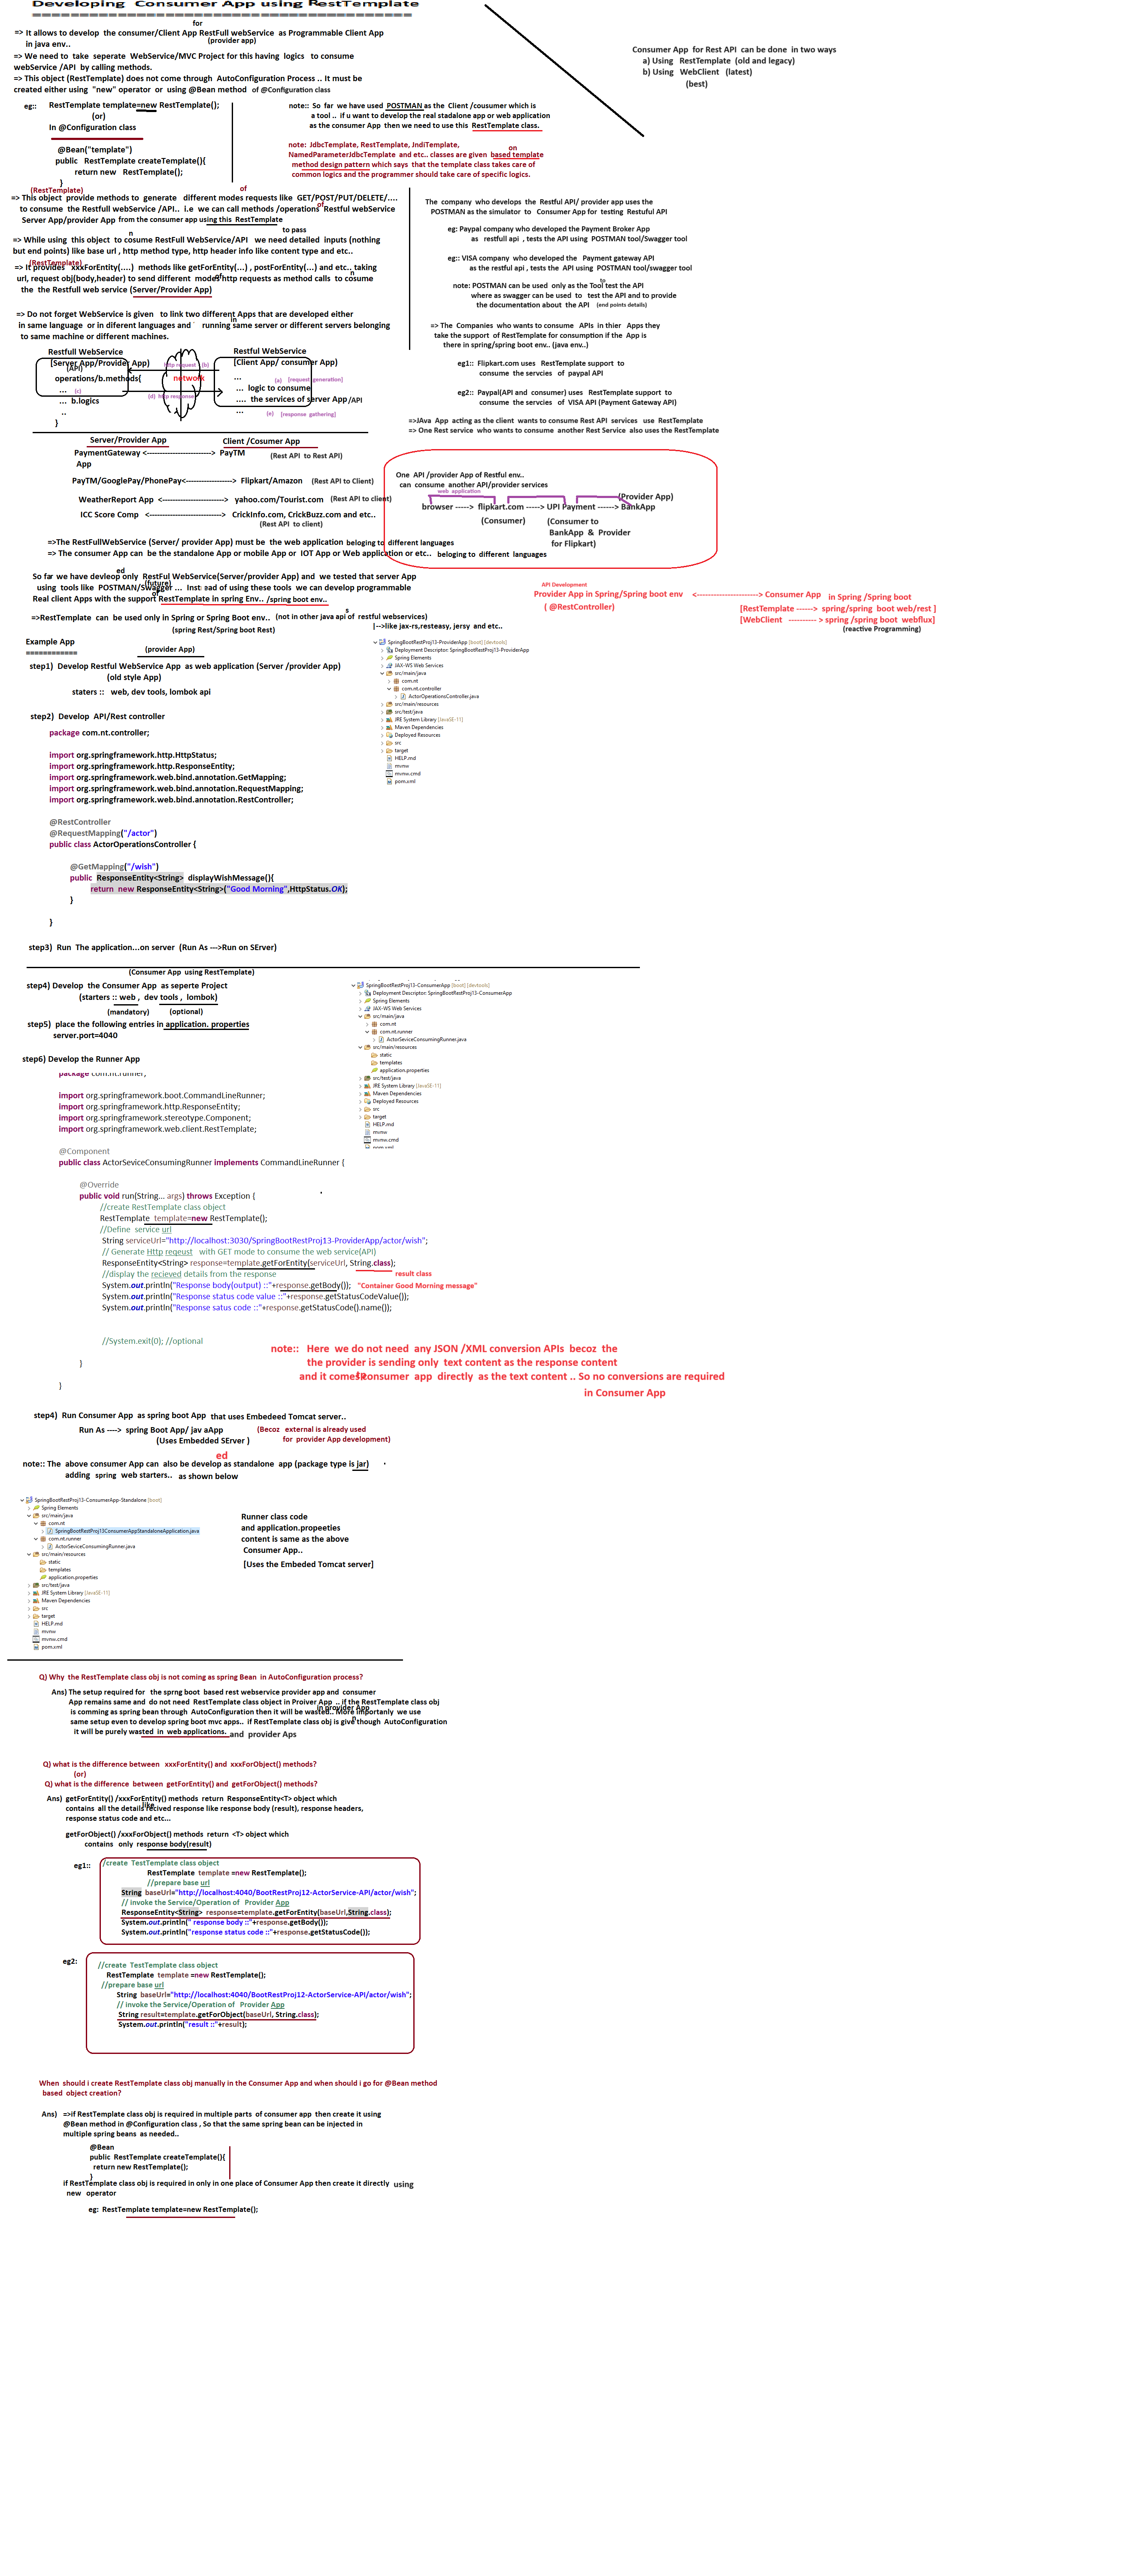 Developing Consumer App using RestTemplate
====================================
=> It allows to develop the consumer/Client App for RestFull webService as Programmable Client App
(provider app)
in java env..
=> We need to take seperate WebService/MVC Project for this having logics to consume
webService /API by calling methods.
=> This object (RestTemplate) does not come through AutoConfiguration Process .. It must be
created either using "new" operator or using @Bean method of @Configuration class
eg:: RestTemplate template=new RestTemplate();
(or)
In @Configuration class
@Bean("template")
public RestTemplate createTemplate(){
return new RestTemplate();
}
note:: So far we have used POSTMAN as the Client /cousumer which is
a tool .. if u want to develop the real stadalone app or web application
as the consumer App then we need to use this RestTemplate class.
note: JdbcTemplate, RestTemplate, JndiTemplate,
NamedParameterJdbcTemplate and etc.. classes are given based on template
method design pattern which says that the template class takes care of
common logics and the programmer should take care of specific logics.
Consumer App for Rest API can be done in two ways
a) Using RestTemplate (old and legacy)
b) Using WebClient (latest)
(best)
(RestTemplate)
=> This object provide methods to generate different modes of requests like GET/POST/PUT/DELETE/....
to consume the Restfull webService /API.. i.e we can call methods /operations of Restful webService
Server App/provider App from the consumer app using this RestTemplate
to pass
=> While using this object to cosume n RestFull WebService/API we need detailed inputs (nothing
but end points) like base url , http method type, http header info like content type and etc..
(RestTemplate)
=> It provides xxxForEntity(....) methods like getForEntity(...) , postForEntity(...) and etc.. taking
url, request obj(body,header) to send different modes of http requests as method calls to cosume n
the the Restfull web service (Server/Provider App)
=> Do not forget WebService is given to link two different Apps that are developed either
in same language or in diferent languages and running in same server or different servers belonging
to same machine or different machines.
The company who develops the Restful API/ provider app uses the
POSTMAN as the simulator to Consumer App for testing Restuful API
eg: Paypal company who developed the Payment Broker App
as restfull api , tests the API using POSTMAN tool/Swagger tool
eg:: VISA company who developed the Payment gateway API
as the restful api , tests the API using POSTMAN tool/swagger tool
note: POSTMAN can be used only as the Tool to test the API
where as swagger can be used to test the API and to provide
the documentation about the API (end points details)
=> The Companies who wants to consume APIs in thier Apps they
take the support of RestTemplate for consumption if the App is
there in spring/spring boot env.. (java env..)
eg1:: Flipkart.com uses RestTemplate support to
consume the servcies of paypal API
eg2:: Paypal(API and consumer) uses RestTemplate support to
consume the servcies of VISA API (Payment Gateway API)
=>JAva App acting as the client wants to consume Rest API services use RestTemplate
=> One Rest service who wants to consume another Rest Service also uses the RestTemplate
Restfull WebService
[Server App/Provider App)
(API)
operations/b.methods{
... (c)
... b.logics
..
}
http request (b)
network
(d) http response
Restful WebService
[Client App/ consumer App)
...
(a) [request generation]
... logic to consume
.... the services of server App/API
...
(e) [response gathering]
Server/Provider App Client /Cosumer App
PaymentGateway <-------------------------> PayTM (Rest API to Rest API)
App
PayTM/GooglePay/PhonePay<----------------> Flipkart/Amazon (Rest API to Client)
WeatherReport App <----------------------> yahoo.com/Tourist.com (Rest API to client)
ICC Score Comp <-------------------------> CrickInfo.com, CrickBuzz.com and etc..
(Rest API to client)
One API /provider App of Restful env..
can consume another API/provider services
web application
(Provider App)
browser -----> flipkart.com -----> UPI Payment ------> BankApp
(Consumer)
(Consumer to
BankApp & Provider
for Flipkart)
=>The RestFullWebService (Server/ provider App) must be the web application beloging to different languages
=> The consumer App can be the standalone App or mobile App or IOT App or Web application or etc.. beloging to different languages
So far we have develeop ed only RestFul WebService(Server/provider App) and we tested that server App
using tools like POSTMAN/Swagger ... Instead of using these tools we can develop programmable
(future)
Real client Apps with the support of RestTemplate in spring Env.. /spring boot env..
=>RestTemplate can be used only in Spring or Spring Boot env.. (not in other java apis of restful webservices)
(spring Rest/Spring boot Rest)
|-->like jax-rs,resteasy, jersy and etc..
API Development
Provider App in Spring/Spring boot env <---------------------> Consumer App in Spring /Spring boot
( @RestController)
[RestTemplate ------> spring/spring boot web/rest ]
[WebClient ---------- > spring /spring boot webflux]
(reactive Programming)
Example App
============
(provider App)
step1) Develop Restful WebService App as web application (Server /provider App)
(old style App)
staters :: web, dev tools, lombok api
step2) Develop API/Rest controller
package com.nt.controller;
import org.springframework.http.HttpStatus;
import org.springframework.http.ResponseEntity;
import org.springframework.web.bind.annotation.GetMapping;
import org.springframework.web.bind.annotation.RequestMapping;
import org.springframework.web.bind.annotation.RestController;
@RestController
@RequestMapping("/actor")
public class ActorOperationsController {
@GetMapping("/wish")
public ResponseEntity<String> displayWishMessage(){
return new ResponseEntity<String>("Good Morning",HttpStatus.OK);
}
}
SpringBootRestProj13-ProviderApp [boot] [devtools]
Deployment Descriptor: SpringBootRestProj13-ProviderApp
Spring Elements
JAX-WS Web Services
src/main/java
com.nt
com.nt.controller
ActorOperationsController.java
src/main/resources
src/test/java
JRE System Library [JavaSE-11]
Maven Dependencies
Deployed Resources
src
target
HELP.md
mvnw
mvnw.cmd
pom.xml
step3) Run The application...on server (Run As --->Run on SErver)
(Consumer App using RestTemplate)
step4) Develop the Consumer App as seperte Project
(starters :: web , dev tools , lombok)
(mandatory) (optional)
step5) place the following entries in application. properties
server.port=4040
step6) Develop the Runner App
package com.nt.runner;
import org.springframework.boot.CommandLineRunner;
import org.springframework.http.ResponseEntity;
import org.springframework.stereotype.Component;
import org.springframework.web.client.RestTemplate;
@Component
public class ActorSeviceConsumingRunner implements CommandLineRunner {
@Override
public void run(String... args) throws Exception {
//create RestTemplate class object
RestTemplate template=new RestTemplate();
//Define service url
String serviceUrl="http://localhost:3030/SpringBootRestProj13-ProviderApp/actor/wish";
// Generate Http reqeust with GET mode to consume the web service(API)
ResponseEntity<String> response=template.getForEntity(serviceUrl, String.class);
//display the recieved details from the response
result class
System.out.println("Response body(output) ::"+response.getBody()); "Container Good Morning message"
System.out.println("Response status code value ::"+response.getStatusCodeValue());
System.out.println("Response satus code ::"+response.getStatusCode().name());
//System.exit(0); //optional
}
}
SpringBootRestProj13-ConsumerApp [boot] [devtools]
Deployment Descriptor: SpringBootRestProj13-ConsumerApp
Spring Elements
JAX-WS Web Services
src/main/java
com.nt
com.nt.runner
ActorSeviceConsumingRunner.java
src/main/resources
static
templates
application.properties
src/test/java
JRE System Library [JavaSE-11]
Maven Dependencies
Deployed Resources
src
target
HELP.md
mvnw
mvnw.cmd
pom.xml
note:: Here we do not need any JSON /XML conversion APIs becoz the
the provider is sending only text content as the response content
and it comes to consumer app directly as the text content .. So no conversions are required
in Consumer App
step4) Run Consumer App as spring boot App that uses Embedeed Tomcat server..
Run As ----> spring Boot App/ jav aApp
(Uses Embedded SErver )
(Becoz external is already used
for provider App development)
note:: The above consumer App can also be develop ed as standalone app (package type is jar)
adding spring web starters.. as shown below
SpringBootRestProj13-ConsumerApp-Standalone [boot]
Spring Elements
src/main/java
com.nt
SpringBootRestProj13ConsumerAppStandaloneApplication.java
com.nt.runner
ActorSeviceConsumingRunner.java
src/main/resources
static
templates
application.properties
src/test/java
JRE System Library [JavaSE-11]
Maven Dependencies
src
target
HELP.md
mvnw
mvnw.cmd
pom.xml
Runner class code
and application.propeeties
content is same as the above
Consumer App..
[Uses the Embeded Tomcat server]
Q) Why the RestTemplate class obj is not coming as spring Bean in AutoConfiguration process?
Ans) The setup required for the sprng boot based rest webservice provider app and consumer
App remains same and do not need RestTemplate class object in Proiver App .. if the RestTemplate class obj
is comming as spring bean through AutoConfiguration then it will be wasted.. More importanly we use
in provider App
same setup even to develop spring boot mvc apps.. if RestTemplate class obj is give n though AutoConfiguration
it will be purely wasted in web applications. and provider Aps
Q) what is the difference between xxxForEntity() and xxxForObject() methods?
(or)
Q) what is the difference between getForEntity() and getForObject() methods?
Ans) getForEntity() /xxxForEntity() methods return ResponseEntity<T> object which
contains all the details like recived response like response body (result), response headers,
response status code and etc...
getForObject() /xxxForObject() methods return <T> object which
contains only response body(result)
eg1::
/create TestTemplate class object
RestTemplate template =new RestTemplate();
//prepare base url
String baseUrl="http://localhost:4040/BootRestProj12-ActorService-API/actor/wish";
// invoke the Service/Operation of Provider App
ResponseEntity<String> response=template.getForEntity(baseUrl,String.class);
System.out.println(" response body ::"+response.getBody());
System.out.println("response status code ::"+response.getStatusCode());
eg2:
//create TestTemplate class object
RestTemplate template =new RestTemplate();
//prepare base url
String baseUrl="http://localhost:4040/BootRestProj12-ActorService-API/actor/wish";
// invoke the Service/Operation of Provider App
String result=template.getForObject(baseUrl, String.class);
System.out.println("result ::"+result);
When should i create RestTemplate class obj manually in the Consumer App and when should i go for @Bean method
based object creation?
Ans) =>if RestTemplate class obj is required in multiple parts of consumer app then create it using
@Bean method in @Configuration class , So that the same spring bean can be injected in
multiple spring beans as needed..
@Bean
public RestTemplate createTemplate(){
return new RestTemplate();
}
if RestTemplate class obj is required in only in one place of Consumer App then create it directly using
new operator
eg: RestTemplate template=new RestTemplate();